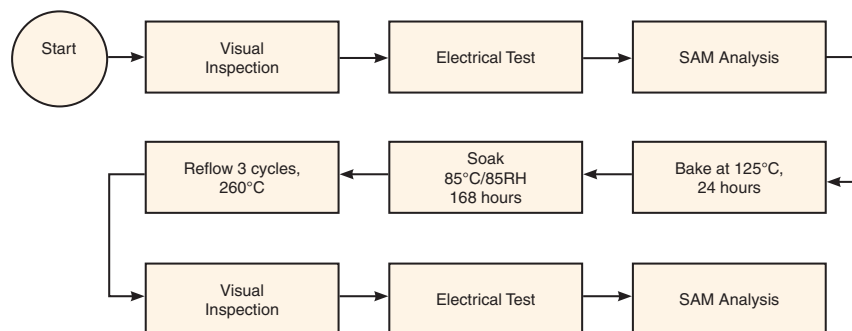 Start
Visual
Inspection
Electrical Test
SAM Analysis
Bake at 125°C,
24 hours
Soak
85°C/85RH
168 hours
Reflow 3 cycles,
260°C
Visual
Inspection
Electrical Test
SAM Analysis